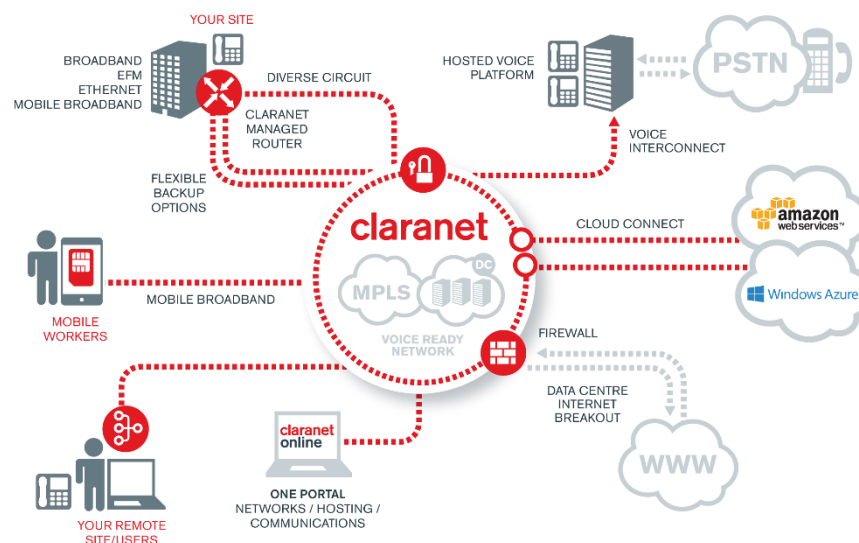 YOUR SITE
BROADBAND
EFM
ETHERNET
MOBILE BROADBAND
DIVERSE CIRCUIT
CLARANET
MANAGED
ROUTER
FLEXIBLE
BACKUP
OPTIONS
HOSTED VOICE
PLATFORM
PSTN
VOICE
INTERCONNECT
claranet
MPLS
DC
VOICE READY
NETWORK
CLOUD CONNECT
amazon
web services™
Windows Azure
MOBILE BROADBAND
MOBILE
WORKERS
FIREWALL
DATA CENTRE
INTERNET
BREAKOUT
WWW
claranet
online
ONE PORTAL
NETWORKS / HOSTING /
COMMUNICATIONS
YOUR REMOTE
SITE/USERS